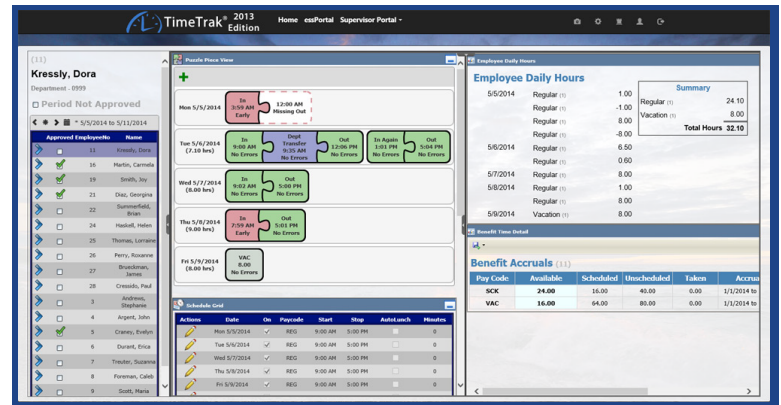 TimeTrak® 2013 Edition
Home essPortal Supervisor Portal
(11)
Kressly, Dora
Department - 0999
Period Not Approved
* 5/5/2014 to 5/11/2014
Approved EmployeeNo Name
11 Kressly, Dora
16 Martin, Carmela
19 Smith, Joy
21 Diaz, Georgina
22 Summerfield, Brian
24 Haskell, Helen
25 Thomas, Lorraine
26 Perry, Roxanne
27 Brueckman, James
28 Cressido, Paul
3 Andrews, Stephanie
4 Argent, John
5 Craney, Evelyn
6 Durant, Erica
7 Treuter, Suzanna
8 Foreman, Caleb
9 Scott, Maria
Puzzle Piece View
Mon 5/5/2014
In 3:59 AM Early
12:00 AM Missing Out
Tue 5/6/2014 (7.10 hrs)
In 9:00 AM No Errors
Dept Transfer 9:35 AM No Errors
Out 12:06 PM No Errors
In Again 1:01 PM No Errors
Out 5:04 PM No Errors
Wed 5/7/2014 (8.00 hrs)
In 9:02 AM No Errors
Out 5:00 PM No Errors
Thu 5/8/2014 (9.00 hrs)
In 7:59 AM Early
Out 5:01 PM No Errors
Fri 5/9/2014 (8.00 hrs)
VAC 8.00 No Errors
Schedule Grid
Actions Date On Paycode Start Stop AutoLunch Minutes
Mon 5/5/2014 REG 9:00 AM 5:00 PM 0
Tue 5/6/2014 REG 9:00 AM 5:00 PM 0
Wed 5/7/2014 REG 9:00 AM 5:00 PM 0
Thu 5/8/2014 REG 9:00 AM 5:00 PM 0
Fri 5/9/2014 REG 9:00 AM 5:00 PM 0
Employee Daily Hours
Employee Daily Hours
5/5/2014 Regular (1) 1.00
Regular (1) -1.00
Regular (1) 8.00
Regular (1) -8.00
5/6/2014 Regular (1) 6.50
Regular (1) 0.60
5/7/2014 Regular (1) 8.00
5/8/2014 Regular (1) 1.00
Regular (1) 8.00
5/9/2014 Vacation (1) 8.00
Summary
Regular (1) 24.10
Vacation (1) 8.00
Total Hours 32.10
Benefit Time Detail
Benefit Accruals (11)
Pay Code Available Scheduled Unscheduled Taken Accrua
SCK 24.00 16.00 40.00 0.00 1/1/2014 to
VAC 16.00 64.00 80.00 0.00 1/1/2014 to